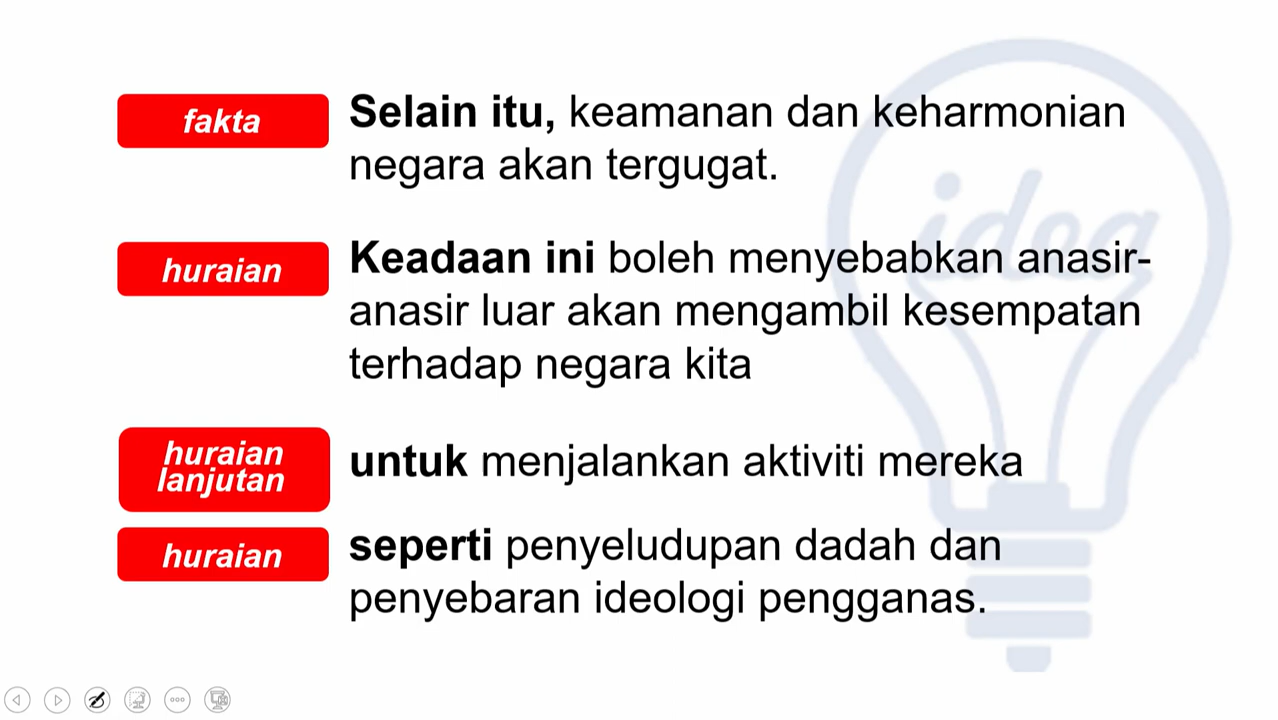 fakta
Selain itu, keamanan dan keharmonian
negara akan tergugat.
huraian
Keadaan ini boleh menyebabkan anasir-
anasir luar akan mengambil kesempatan
terhadap negara kita
huraian
lanjutan
untuk menjalankan aktiviti mereka
huraian
seperti penyeludupan dadah dan
penyebaran ideologi pengganas.
idea